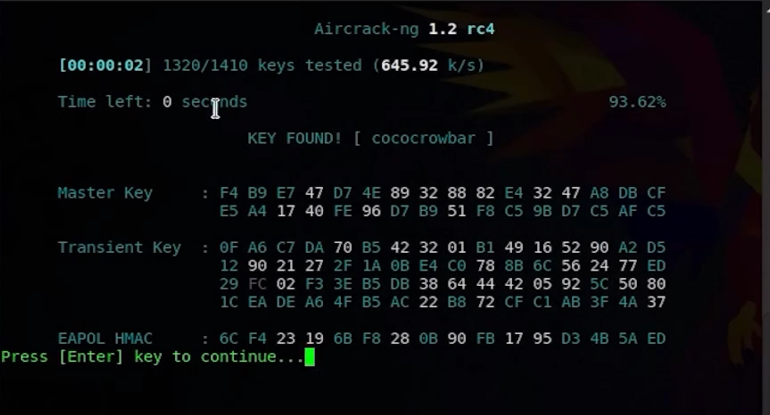 Aircrack-ng 1.2 rc4
[00:00:02] 1320/1410 keys tested (645.92 k/s)
Time left: 0 seconds 93.62%
KEY FOUND! [ cococrowbar ]
Master Key : F4 B9 E7 47 D7 4E 89 32 88 82 E4 32 47 A8 DB CF
E5 A4 17 40 FE 96 D7 B9 51 F8 C5 9B D7 C5 AF C5
Transient Key : 0F A6 C7 DA 70 B5 42 32 01 B1 49 16 52 90 A2 D5
12 90 21 27 2F 1A 0B E4 C0 78 8B 6C 56 24 77 ED
29 FC 02 F3 3E B5 DB 38 64 44 42 05 92 5C 50 80
1C EA DE A6 4F B5 AC 22 B8 72 CF C1 AB 3F 4A 37
EAPOL HMAC : 6C F4 23 19 6B F8 28 0B 90 FB 17 95 D3 4B 5A ED
Press [Enter] key to continue...